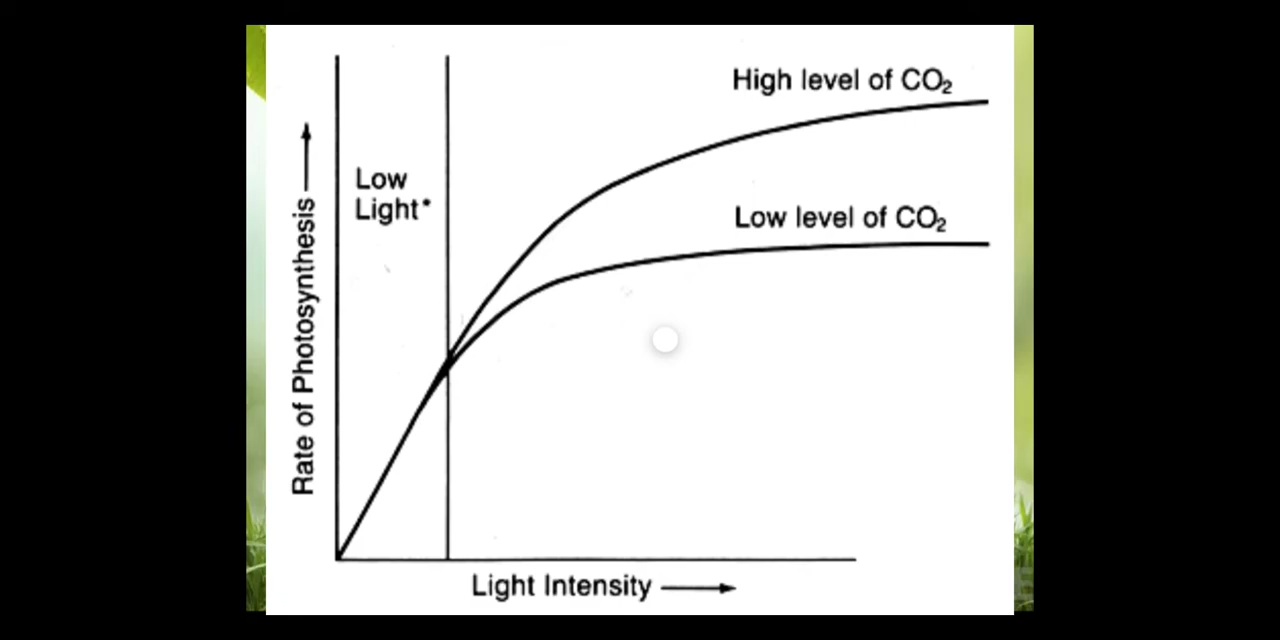 High level of CO₂
Low
Light*
Low level of CO₂
Rate of Photosynthesis
Light Intensity